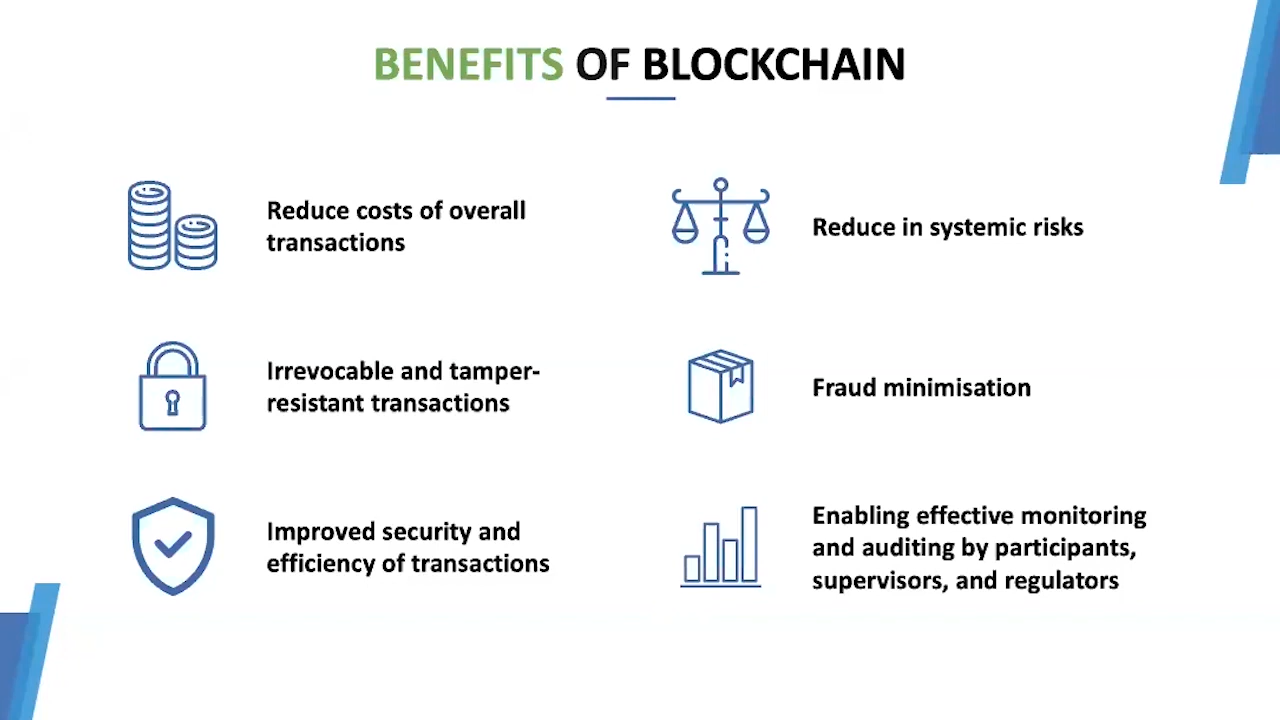 BENEFITS OF BLOCKCHAIN
Reduce costs of overall
transactions
Irrevocable and tamper-
resistant transactions
Improved security and
efficiency of transactions
Reduce in systemic risks
Fraud minimisation
Enabling effective monitoring
and auditing by participants,
supervisors, and regulators